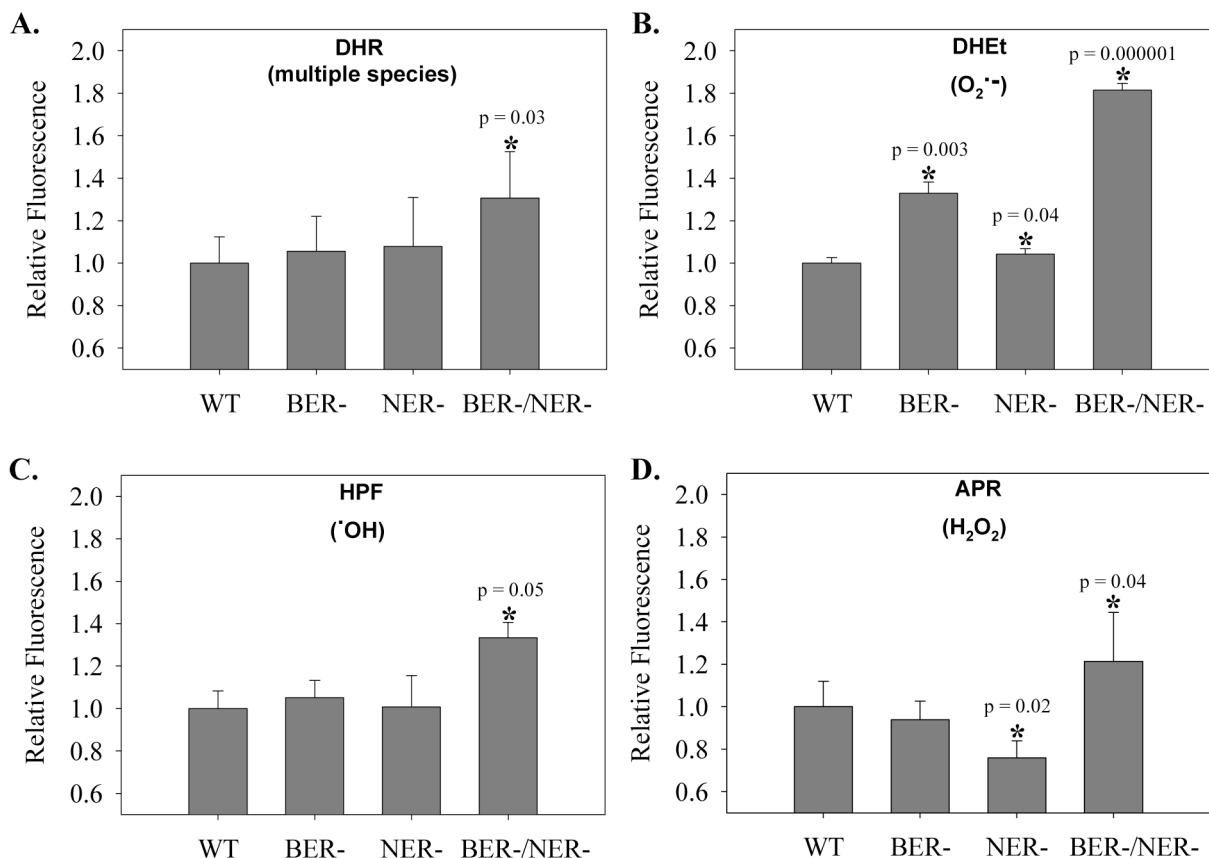 A.
DHR
(multiple species)
Relative Fluorescence
2.0
1.8
1.6
1.4
1.2
1.0
0.8
0.6
p = 0.03
*
WT BER- NER- BER-/NER-
B.
DHEt
(O₂˙⁻)
Relative Fluorescence
2.0
1.8
1.6
1.4
1.2
1.0
0.8
0.6
p = 0.003
*
p = 0.04
*
p = 0.000001
*
WT BER- NER- BER-/NER-
C.
HPF
(˙OH)
Relative Fluorescence
2.0
1.8
1.6
1.4
1.2
1.0
0.8
0.6
p = 0.05
*
WT BER- NER- BER-/NER-
D.
APR
(H₂O₂)
Relative Fluorescence
2.0
1.8
1.6
1.4
1.2
1.0
0.8
0.6
p = 0.02
*
p = 0.04
*
WT BER- NER- BER-/NER-